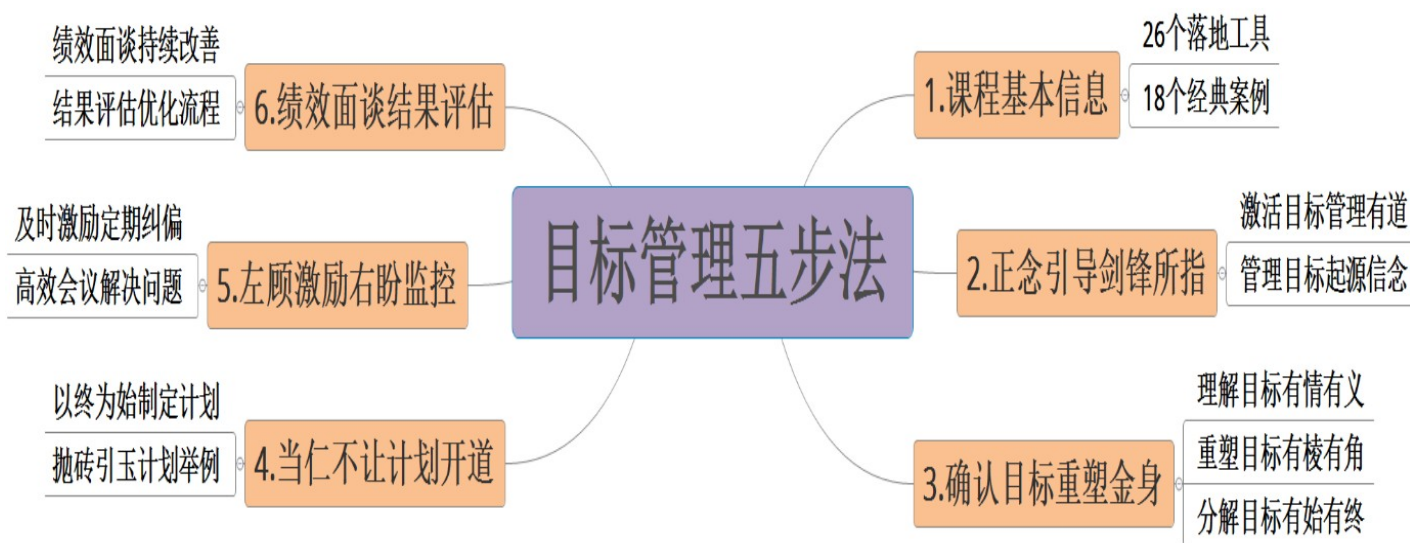 目标管理五步法
1.课程基本信息
26个落地工具
18个经典案例
2.正念引导剑锋所指
激活目标管理有道
管理目标起源信念
3.确认目标重塑金身
理解目标有情有义
重塑目标有棱有角
分解目标有始有终
4.当仁不让计划开道
以终为始制定计划
抛砖引玉计划举例
5.左顾激励右盼监控
及时激励定期纠偏
高效会议解决问题
6.绩效面谈结果评估
绩效面谈持续改善
结果评估优化流程